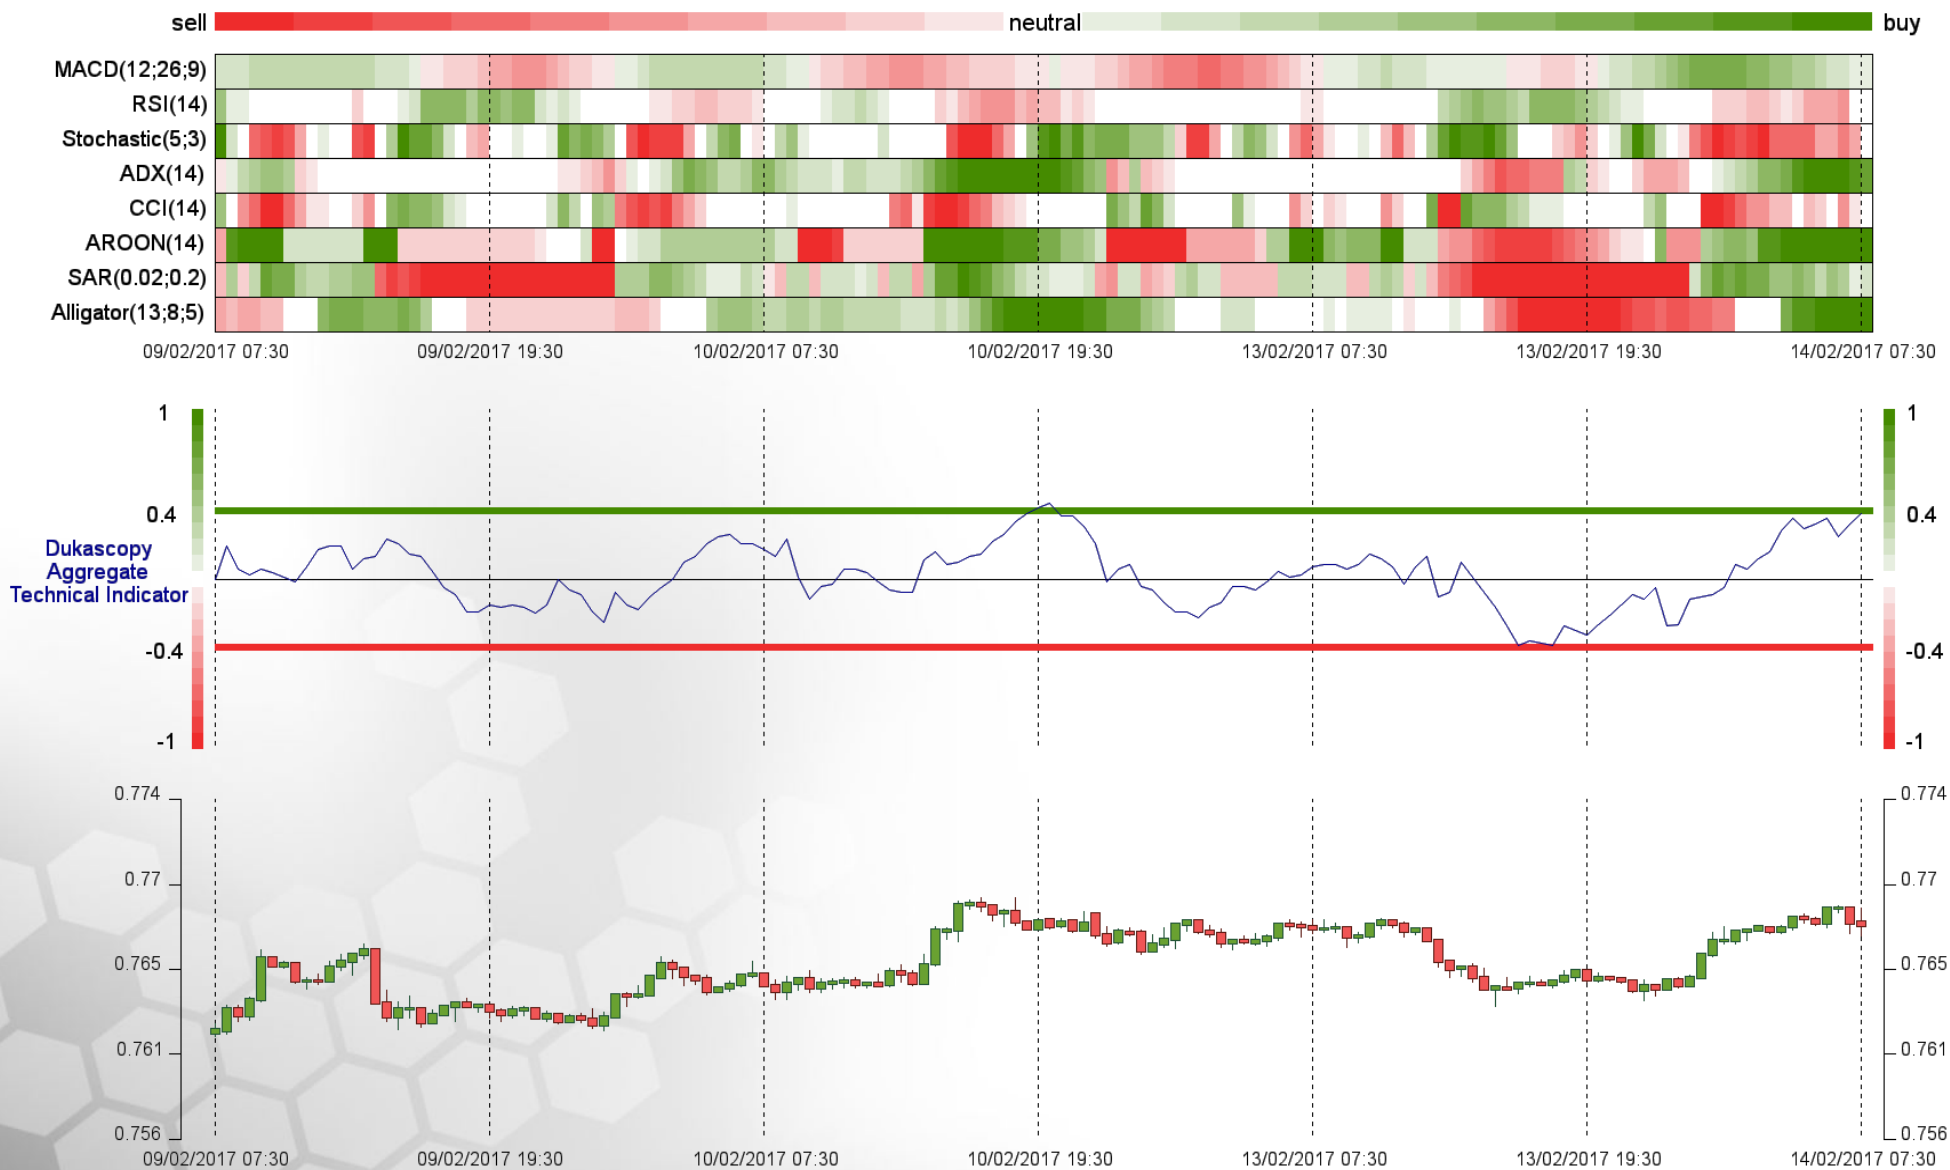 sell neutral buy
MACD(12;26;9)
RSI(14)
Stochastic(5;3)
ADX(14)
CCI(14)
AROON(14)
SAR(0.02;0.2)
Alligator(13;8;5)
09/02/2017 07:30 09/02/2017 19:30 10/02/2017 07:30 10/02/2017 19:30 13/02/2017 07:30 13/02/2017 19:30 14/02/2017 07:30
1 1
0.4 0.4
Dukascopy
Aggregate
Technical Indicator
-0.4 -0.4
-1 -1
0.774 0.774
0.77 0.77
0.765 0.765
0.761 0.761
0.756 0.756
09/02/2017 07:30 09/02/2017 19:30 10/02/2017 07:30 10/02/2017 19:30 13/02/2017 07:30 13/02/2017 19:30 14/02/2017 07:30